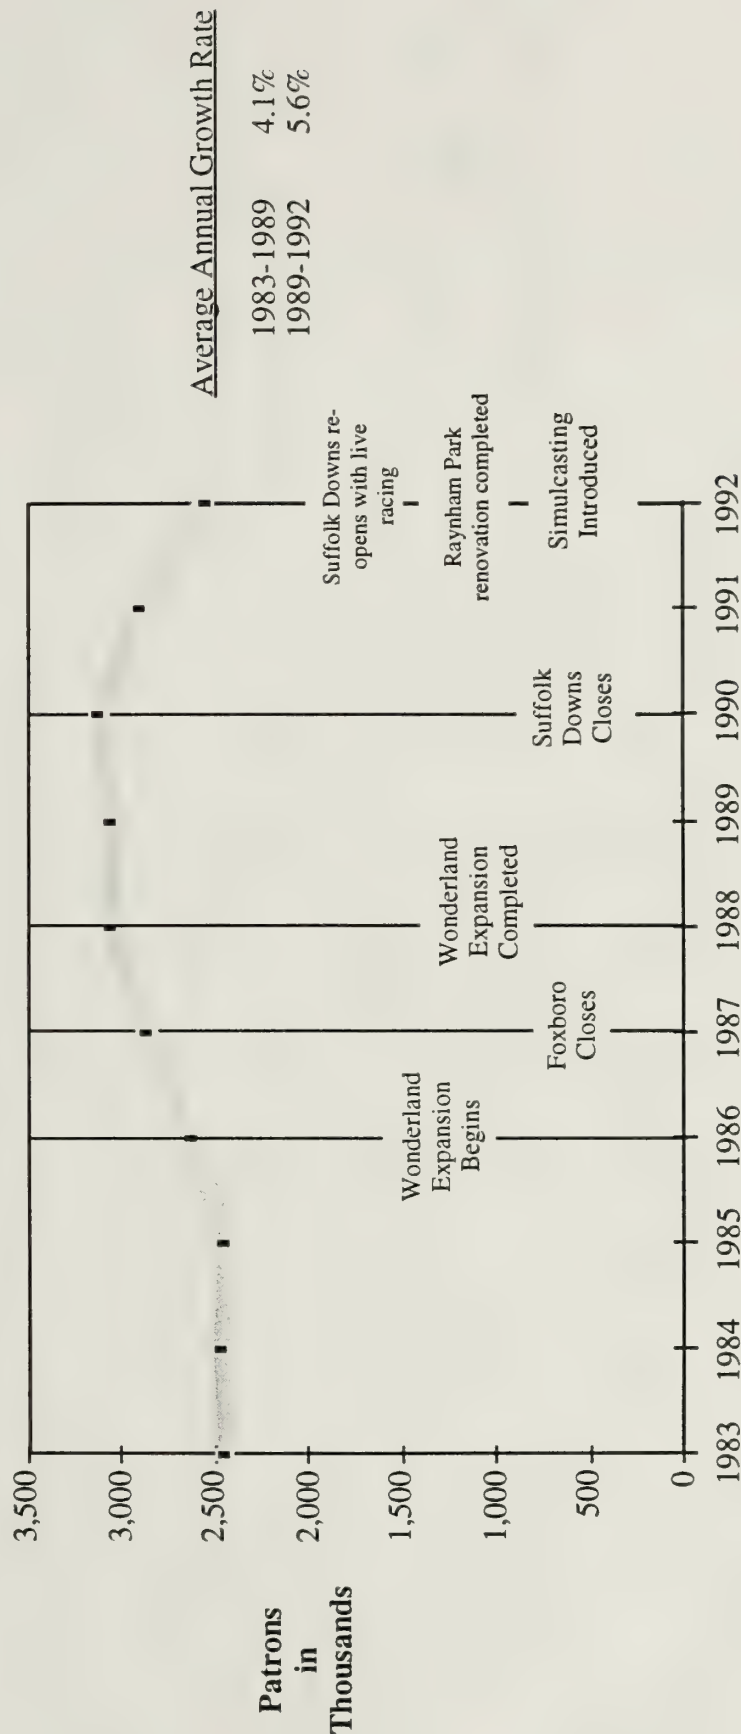 Average Annual Growth Rate
1983-1989 4.1%
1989-1992 5.6%
Patrons
in
Thousands
3,500
3,000
2,500
2,000
1,500
1,000
500
0
Wonderland
Expansion
Begins
Foxboro
Closes
Wonderland
Expansion
Completed
Suffolk
Downs
Closes
Suffolk Downs re-
opens with live
racing
Raynham Park
renovation completed
Simulcasting
Introduced
1983 1984 1985 1986 1987 1988 1989 1990 1991 1992